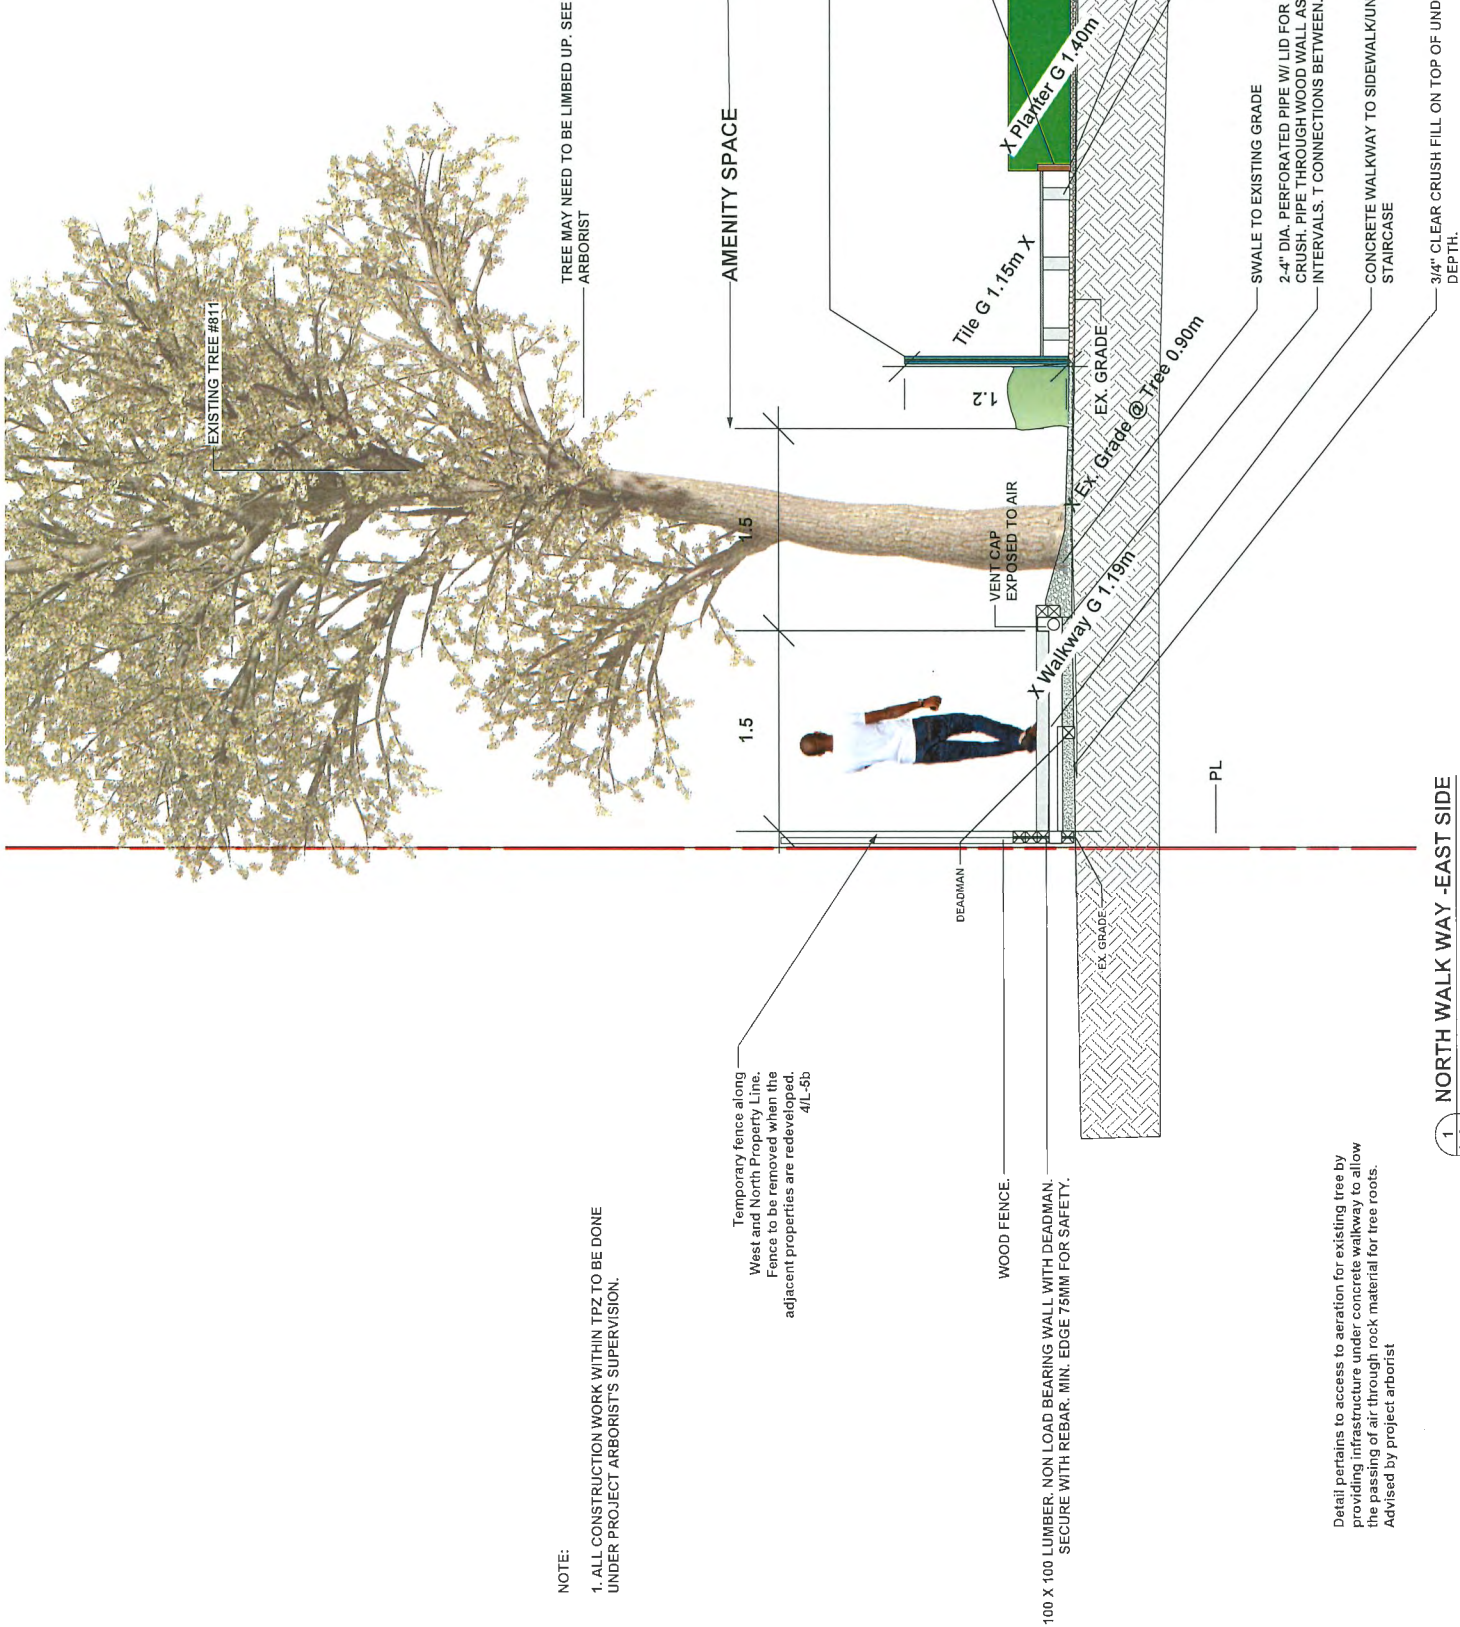 NOTE:
1. ALL CONSTRUCTION WORK WITHIN TPZ TO BE DONE
UNDER PROJECT ARBORIST'S SUPERVISION.
EXISTING TREE #811
TREE MAY NEED TO BE LIMBED UP. SEE
ARBORIST
AMENITY SPACE
1.5
1.5
1.2
Temporary fence along
West and North Property Line.
Fence to be removed when the
adjacent properties are redeveloped.
4/L-5b
DEADMAN
WOOD FENCE.
100 X 100 LUMBER. NON LOAD BEARING WALL WITH DEADMAN.
SECURE WITH REBAR. MIN. EDGE 75MM FOR SAFETY.
VENT CAP
EXPOSED TO AIR
X Walkway G 1.19m
X Ex. Grade @ Tree 0.90m
Tile G 1.15m X
X Planter G 1.40m
EX. GRADE
EX. GRADE
PL
SWALE TO EXISTING GRADE
2-4" DIA. PERFORATED PIPE W/ LID FOR
CRUSH. PIPE THROUGH WOOD WALL AS
INTERVALS. T CONNECTIONS BETWEEN.
CONCRETE WALKWAY TO SIDEWALK/UN
STAIRCASE
3/4" CLEAR CRUSH FILL ON TOP OF UND
DEPTH.
Detail pertains to access to aeration for existing tree by
providing infrastructure under concrete walkway to allow
the passing of air through rock material for tree roots.
Advised by project arborist
1 NORTH WALK WAY -EAST SIDE